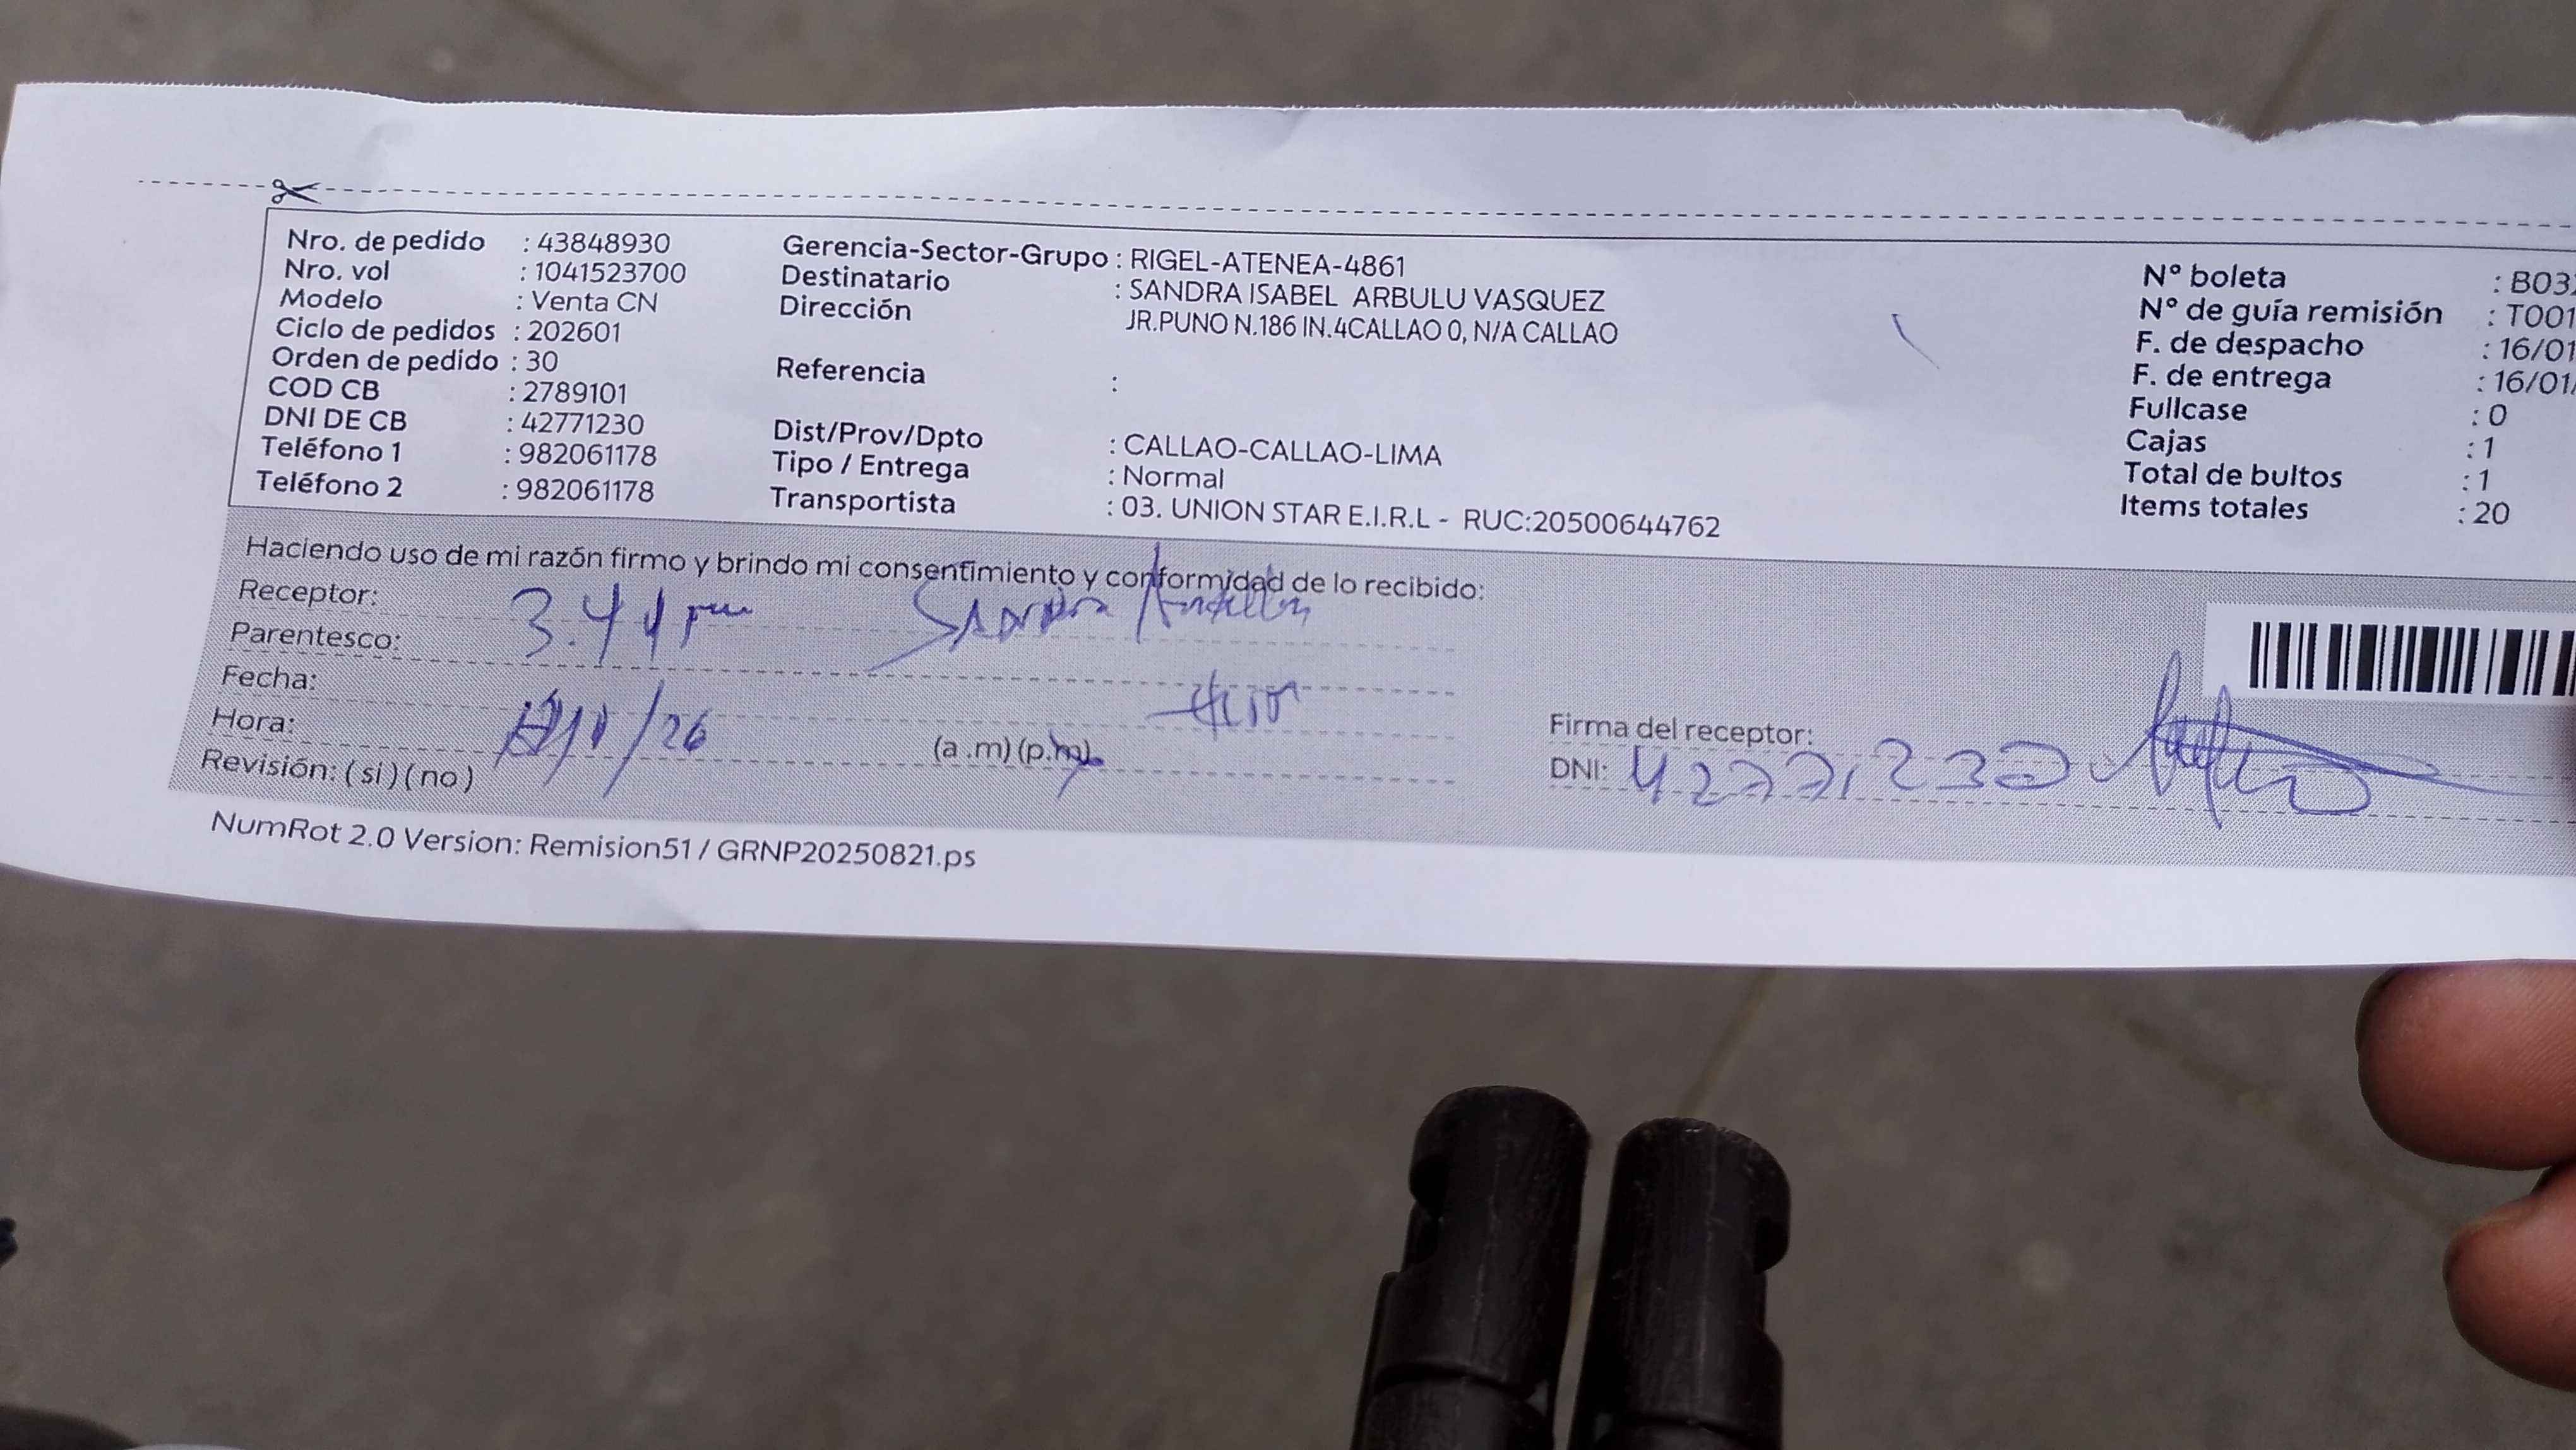 Nro. de pedido : 43848930
Nro. vol : 1041523700
Modelo : Venta CN
Ciclo de pedidos : 202601
Orden de pedido : 30
COD CB : 2789101
DNI DE CB : 42771230
Teléfono 1 : 982061178
Teléfono 2 : 982061178
Gerencia-Sector-Grupo : RIGEL-ATENEA-4861
Destinatario : SANDRA ISABEL ARBULU VASQUEZ
Dirección JR.PUNO N.186 IN.4CALLAO 0, N/A CALLAO
Referencia :
Dist/Prov/Dpto : CALLAO-CALLAO-LIMA
Tipo / Entrega : Normal
Transportista : 03. UNION STAR E.I.R.L - RUC:20500644762
N° boleta : B03
N° de guía remisión : T001
F. de despacho : 16/01
F. de entrega : 16/01/
Fullcase : 0
Cajas : 1
Total de bultos : 1
Items totales : 20
Haciendo uso de mi razón firmo y brindo mi consentimiento y conformidad de lo recibido:
Receptor: 3.41 pm Sandra
Parentesco:
Fecha:
Hora: /26 (a .m) (p.m)
Revisión: ( si ) ( no )
Firma del receptor:
DNI: 42771230
NumRot 2.0 Version: Remision51 / GRNP20250821.ps